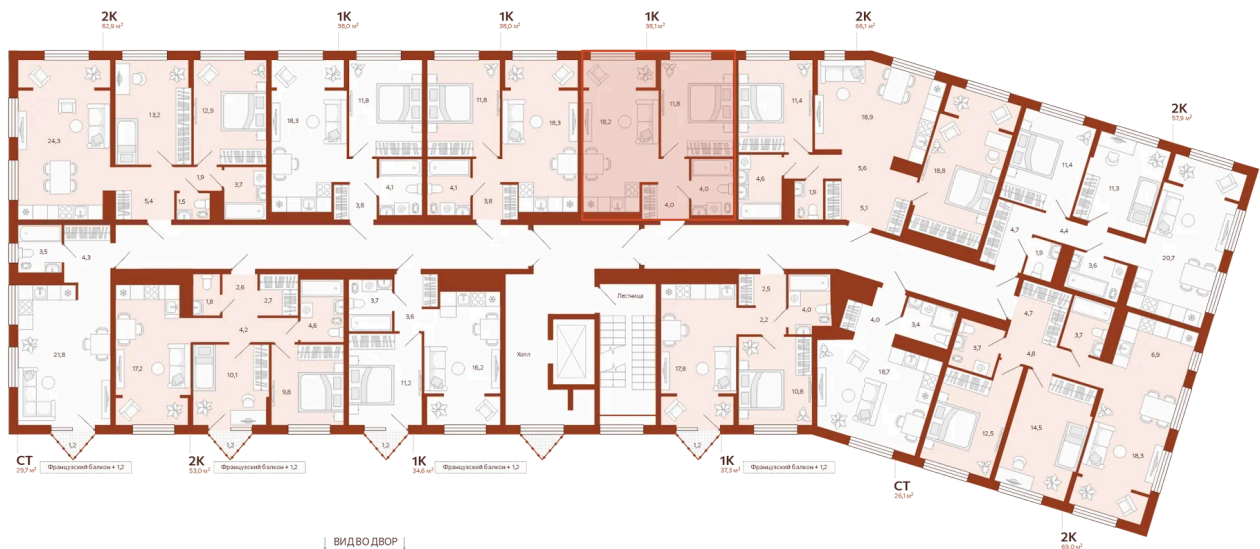 2К
62,9 м²
1К
38,0 м²
1К
38,0 м²
1К
38,1 м²
2К
66,1 м²
2К
57,9 м²
24,3
13,2
12,9
18,3
11,8
11,8
18,3
18,2
11,8
11,4
18,9
18,8
11,4
11,3
20,7
5,4
1,5
1,9
3,7
3,8
4,1
4,1
3,8
4,0
4,0
4,6
1,9
5,6
5,1
4,7
1,9
4,4
3,6
3,5
4,3
21,8
1,2
17,2
1,8
2,6
2,7
4,2
4,6
10,1
9,8
1,2
3,7
3,6
11,2
16,2
1,2
Холл
Лестница
17,8
2,5
2,2
4,0
10,8
1,2
4,0
3,4
18,7
3,7
4,7
4,8
3,7
12,5
14,5
6,9
18,3
СТ
29,7 м²
Французский балкон + 1,2
2К
53,0 м²
Французский балкон + 1,2
1К
34,6 м²
Французский балкон + 1,2
1К
37,3 м²
Французский балкон + 1,2
СТ
26,1 м²
2К
69,0 м²
ВИД ВО ДВОР